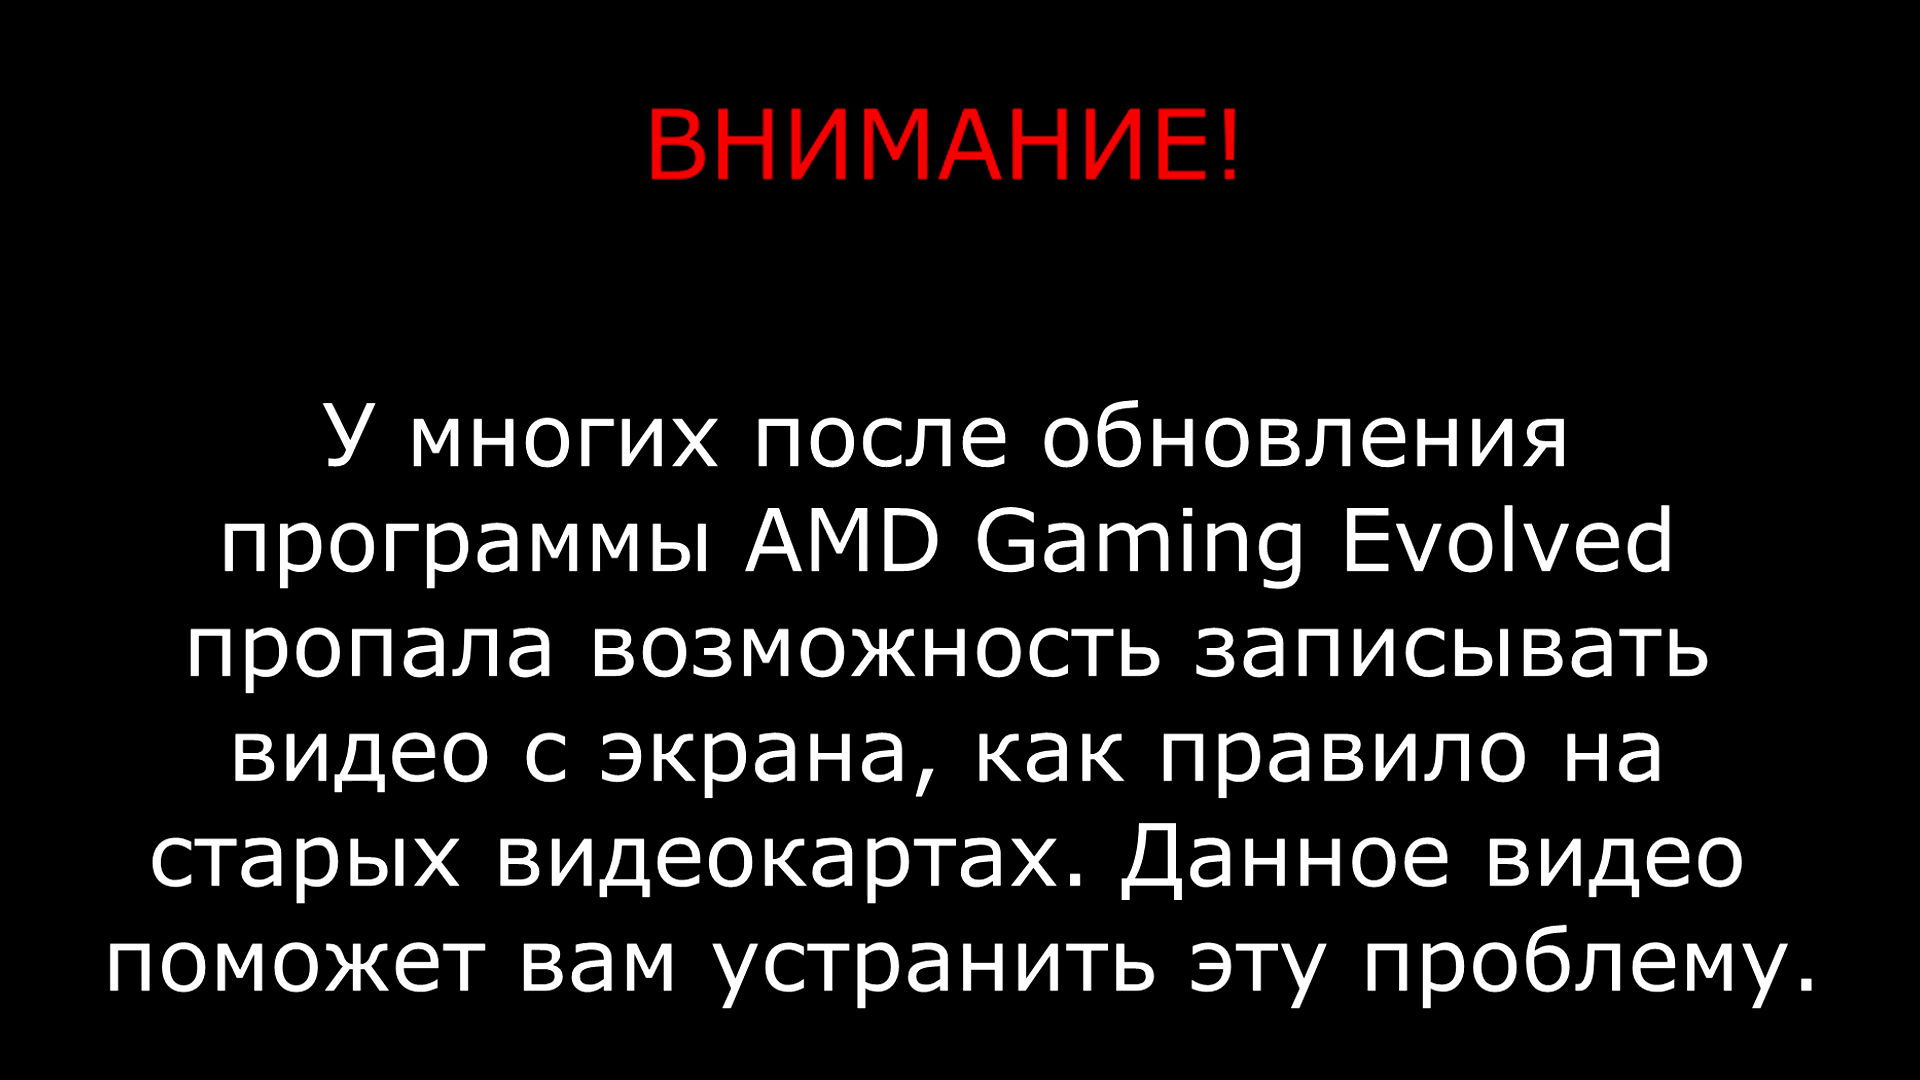 ВНИМАНИЕ!
У многих после обновления
программы AMD Gaming Evolved
пропала возможность записывать
видео с экрана, как правило на
старых видеокартах. Данное видео
поможет вам устранить эту проблему.